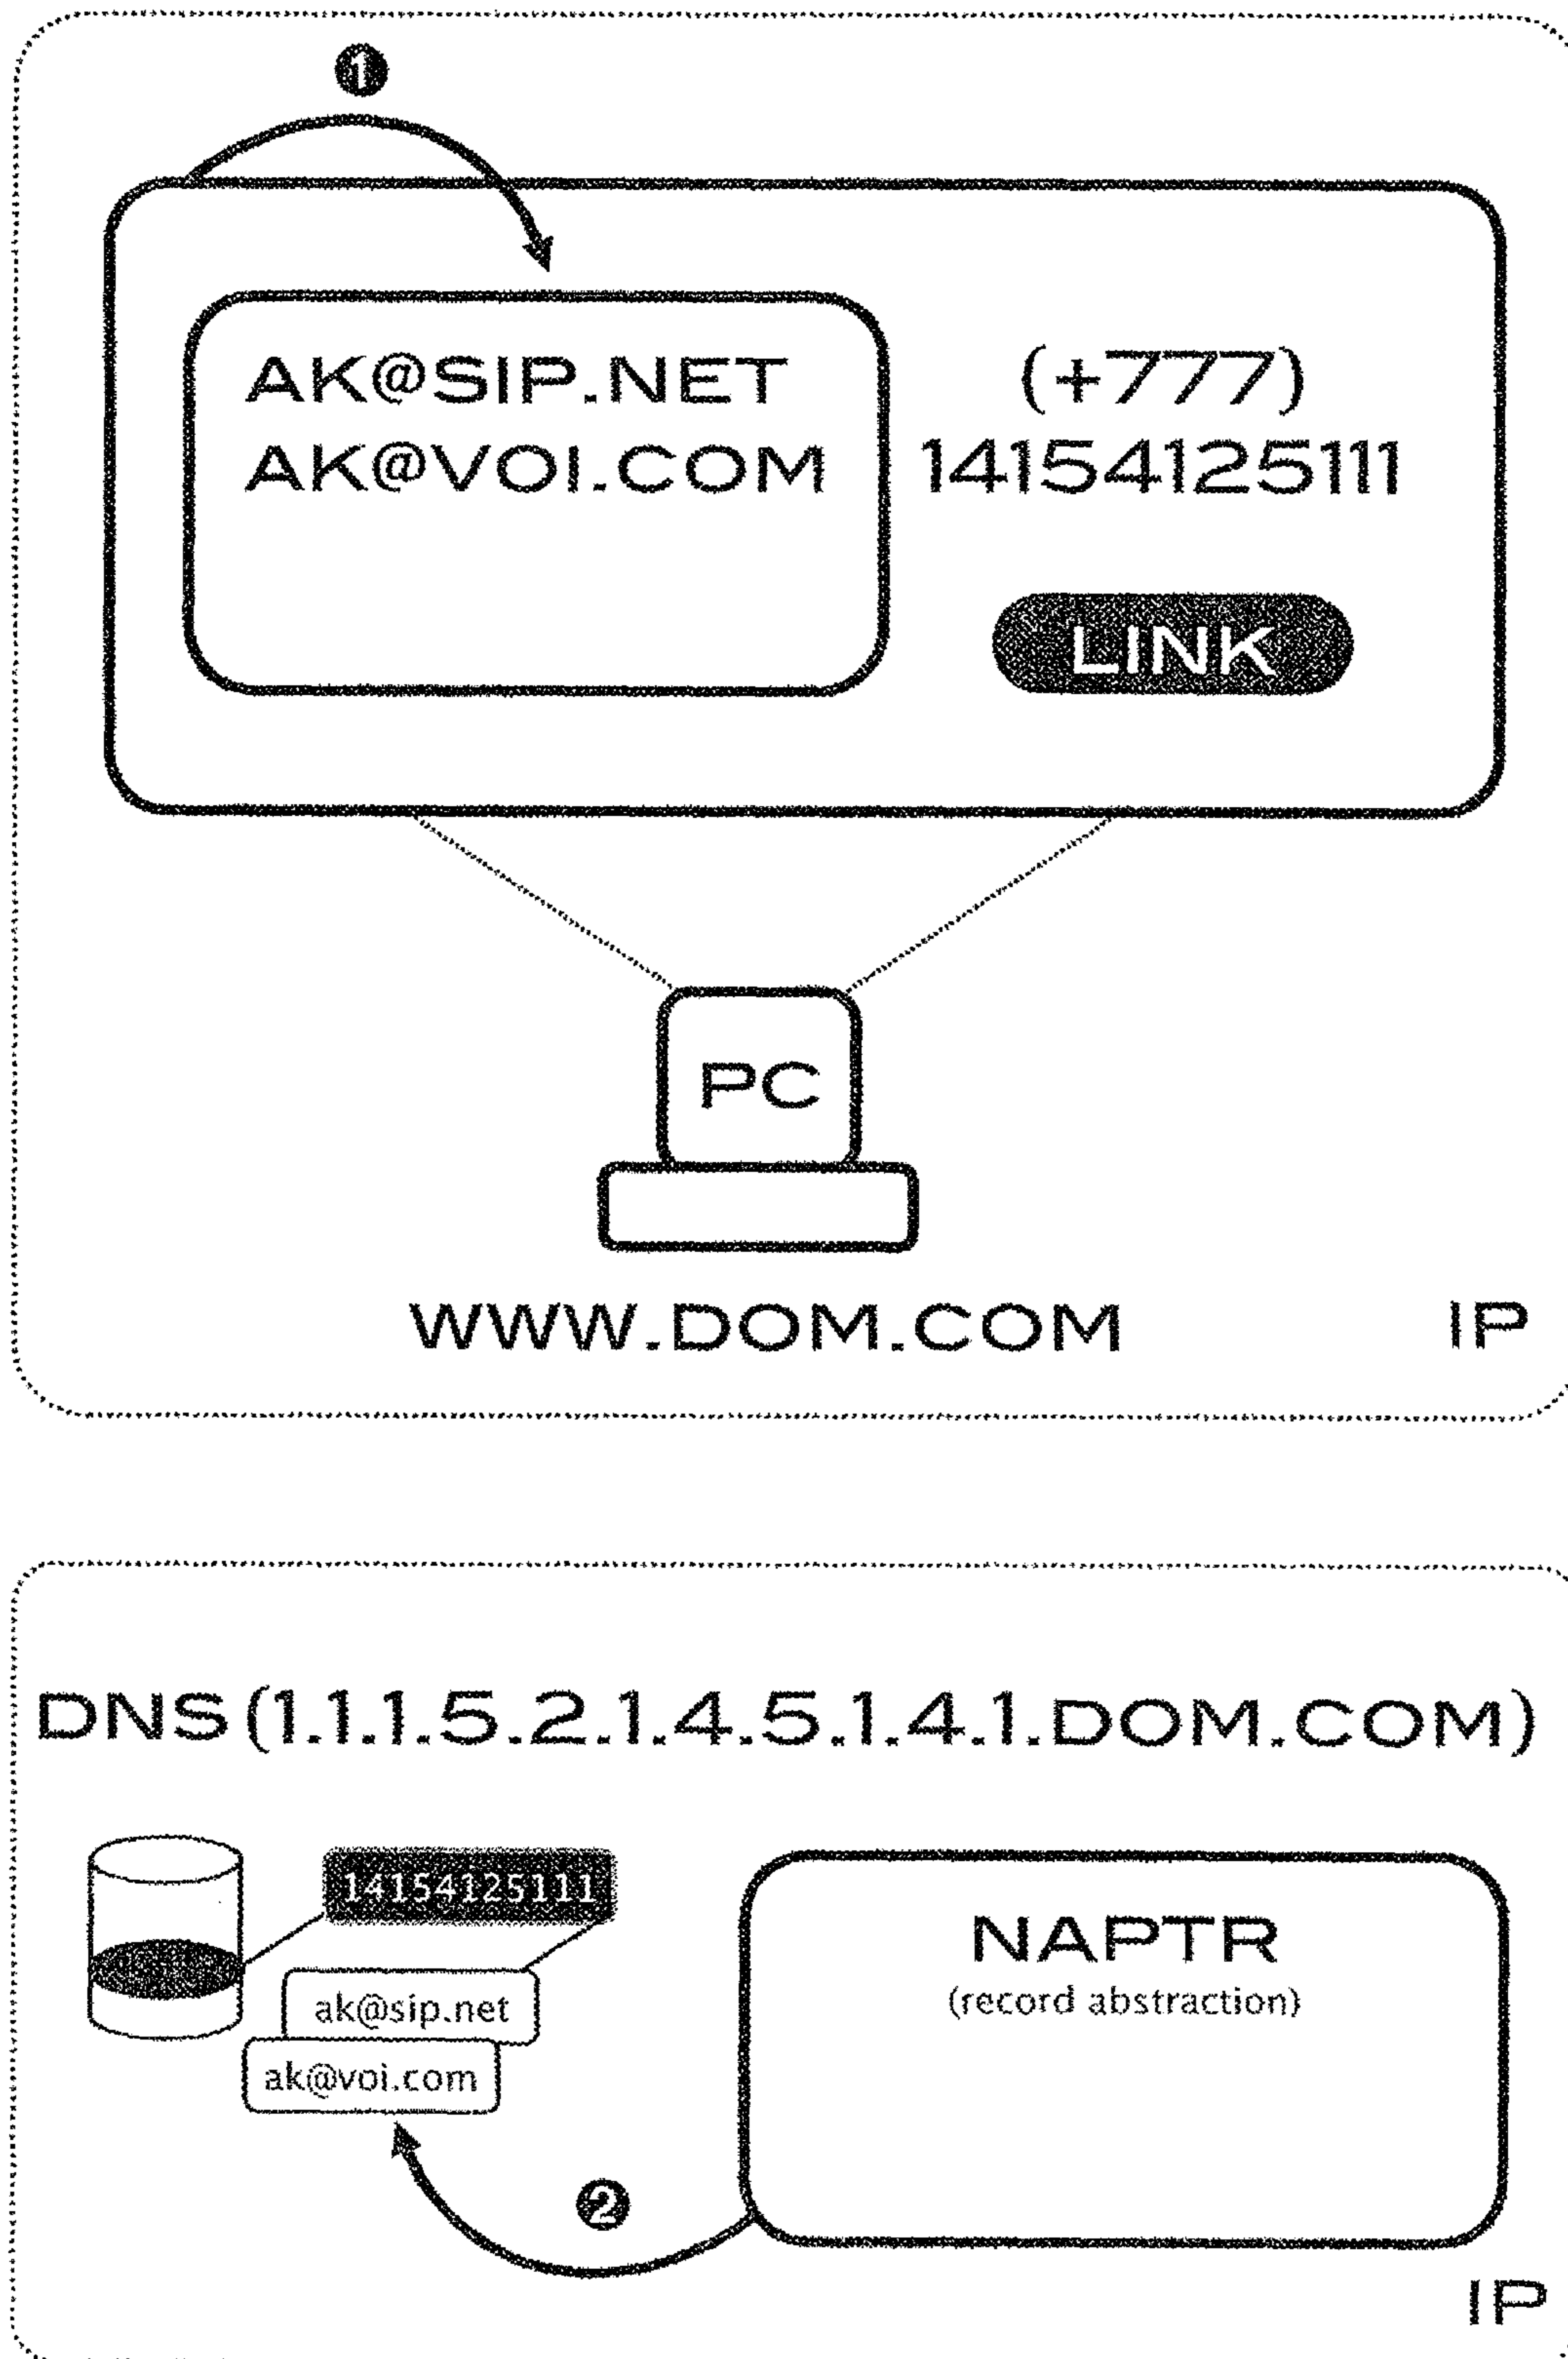 1
AK@SIP.NET
AK@VOI.COM
(+777)
14154125111
LINK
PC
WWW.DOM.COM
IP
DNS(1.1.1.5.2.1.4.5.1.4.1.DOM.COM)
14154125111
ak@sip.net
ak@voi.com
NAPTR
(record abstraction)
2
IP